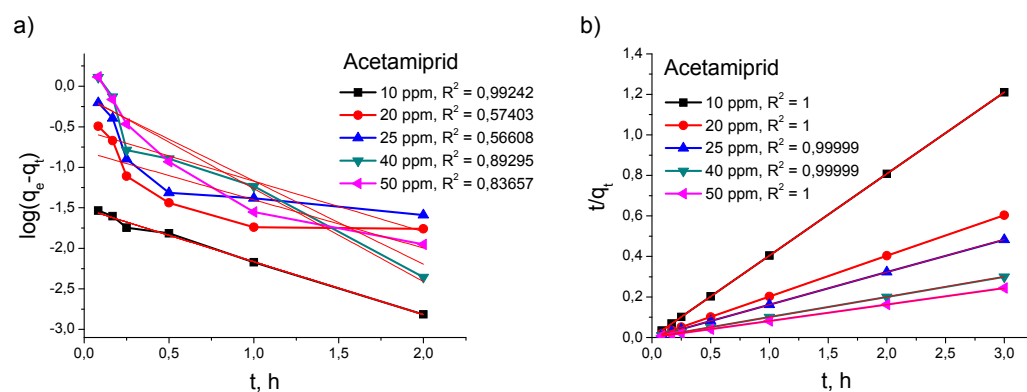 a)
Acetamiprid
10 ppm, R² = 0,99242
20 ppm, R² = 0,57403
25 ppm, R² = 0,56608
40 ppm, R² = 0,89295
50 ppm, R² = 0,83657
0,0
-0,5
-1,0
-1,5
-2,0
-2,5
-3,0
log(qₑ-qₜ)
0,0 0,5 1,0 1,5 2,0
t, h
b)
Acetamiprid
10 ppm, R² = 1
20 ppm, R² = 1
25 ppm, R² = 0,99999
40 ppm, R² = 0,99999
50 ppm, R² = 1
1,4
1,2
1,0
0,8
0,6
0,4
0,2
0,0
t/qₜ
0,0 0,5 1,0 1,5 2,0 2,5 3,0
t, h